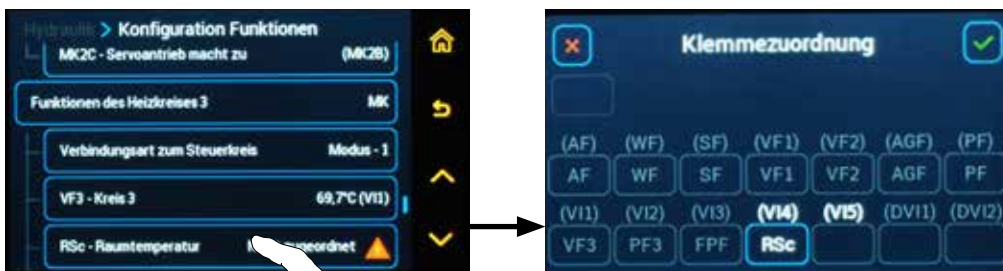 Hydraulik > Konfiguration Funktionen
MK2C - Servoantrieb macht zu (MK2B)
Funktionen des Heizkreises 3 MK
Verbindungsart zum Steuerkreis Modus - 1
VF3 - Kreis 3 69,7°C (VI1)
RSc - Raumtemperatur
Klemmezuordnung
(AF) (WF) (SF) (VF1) (VF2) (AGF) (PF)
AF WF SF VF1 VF2 AGF PF
(VI1) (VI2) (VI3) (VI4) (VI5) (DVI1) (DVI2)
VF3 PF3 FPF RSc